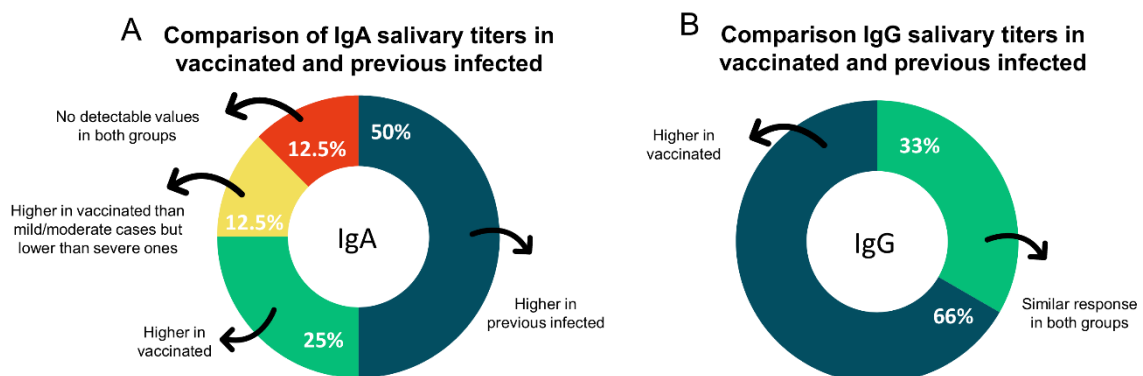 A
Comparison of IgA salivary titers in
vaccinated and previous infected
No detectable values
in both groups
12.5%
50%
Higher in vaccinated than
mild/moderate cases but
lower than severe ones
12.5%
IgA
Higher in
previous infected
Higher in
vaccinated
25%
B
Comparison IgG salivary titers in
vaccinated and previous infected
Higher in
vaccinated
33%
IgG
66%
Similar response
in both groups